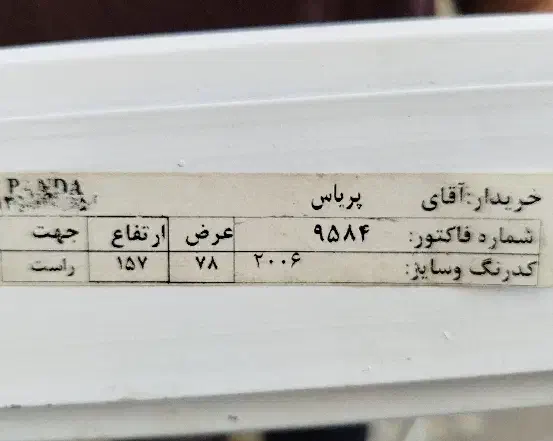 PANDA
خریدار:آقای پریاس
شماره فاکتور: ۹۵۸۴ عرض ارتفاع جهت
کدرنگ وسایز: ۲۰۰۶ ۷۸ ۱۵۷ راست